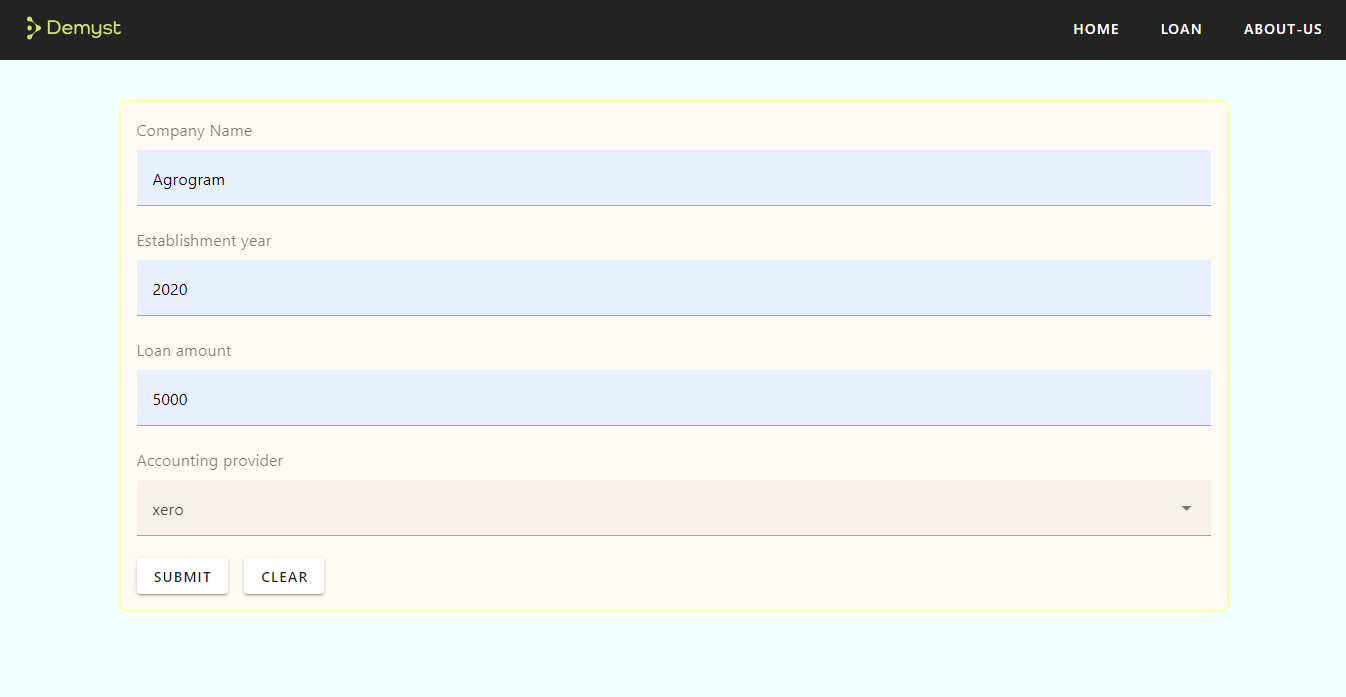 Demyst
HOME LOAN ABOUT-US
Company Name
Agrogram
Establishment year
2020
Loan amount
5000
Accounting provider
xero
SUBMIT CLEAR